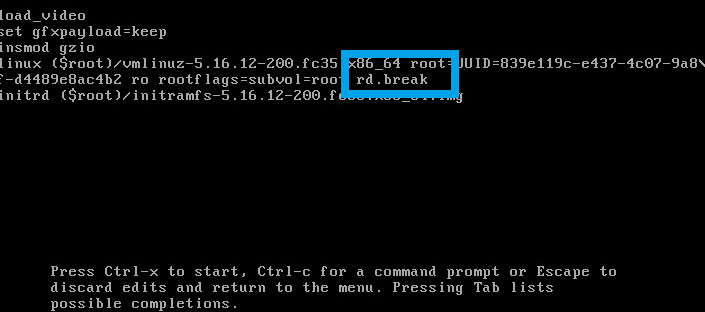 load_video
set gfxpayload=keep
insmod gzio
linux ($root)/vmlinuz-5.16.12-200.fc35.x86_64 root=UUID=839e119c-e437-4c07-9a8\
f-d4489e8ac4b2 ro rootflags=subvol=root rd.break
initrd ($root)/initramfs-5.16.12-200.
Press Ctrl-x to start, Ctrl-c for a command prompt or Escape to
discard edits and return to the menu. Pressing Tab lists
possible completions.